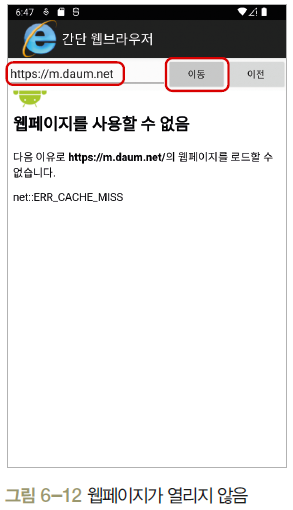 6:47
간단 웹브라우저
https://m.daum.net 이동 이전
웹페이지를 사용할 수 없음
다음 이유로 https://m.daum.net/의 웹페이지를 로드할 수
없습니다.
net::ERR_CACHE_MISS
그림 6-12 웹페이지가 열리지 않음